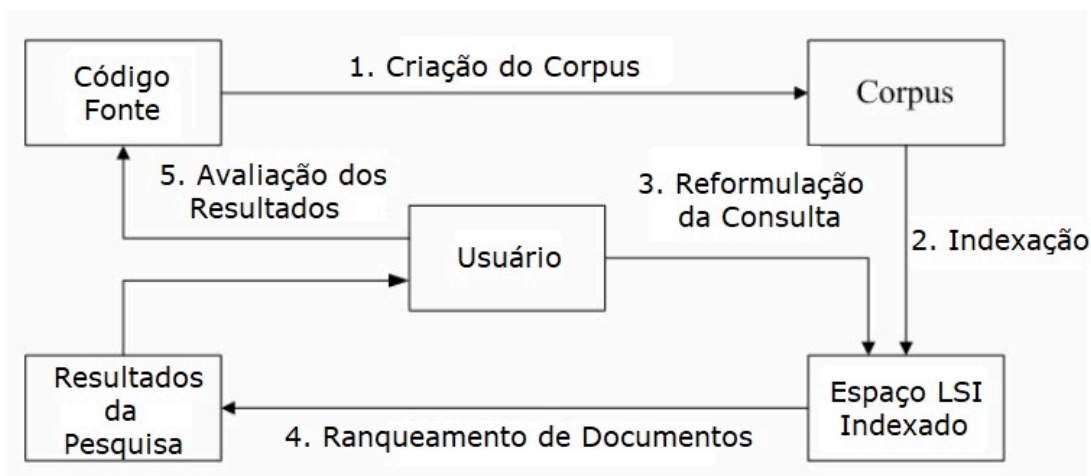 Código
Fonte
1. Criação do Corpus
Corpus
5. Avaliação dos
Resultados
3. Reformulação
da Consulta
2. Indexação
Usuário
Resultados
da
Pesquisa
4. Ranqueamento de Documentos
Espaço LSI
Indexado